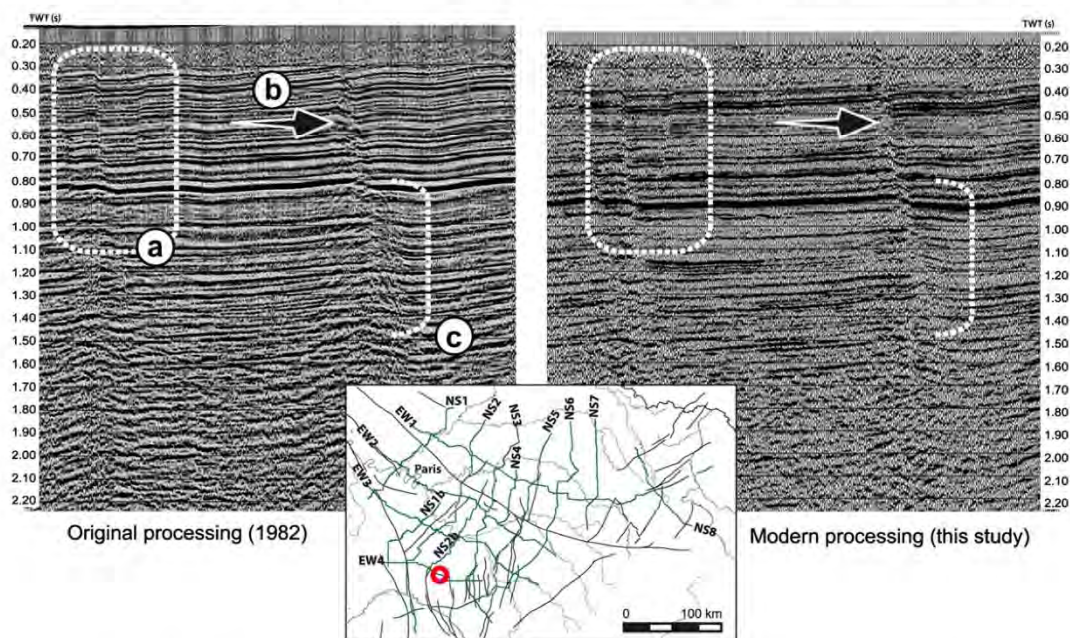 TWT (s)
0.20
0.30
0.40
0.50
0.60
0.70
0.80
0.90
1.00
1.10
1.20
1.30
1.40
1.50
1.60
1.70
1.80
1.90
2.00
2.10
2.20
a
b
c
Original processing (1982)
TWT (s)
0.20
0.30
0.40
0.50
0.60
0.70
0.80
0.90
1.00
1.10
1.20
1.30
1.40
1.50
1.60
1.70
1.80
1.90
2.00
2.10
2.20
Modern processing (this study)
NS1
EW1
NS2
NS3
NS5
NS6
NS7
EW2
NS4
Paris
EW3
NS1b
NS8
NS2b
EW4
0 100 km